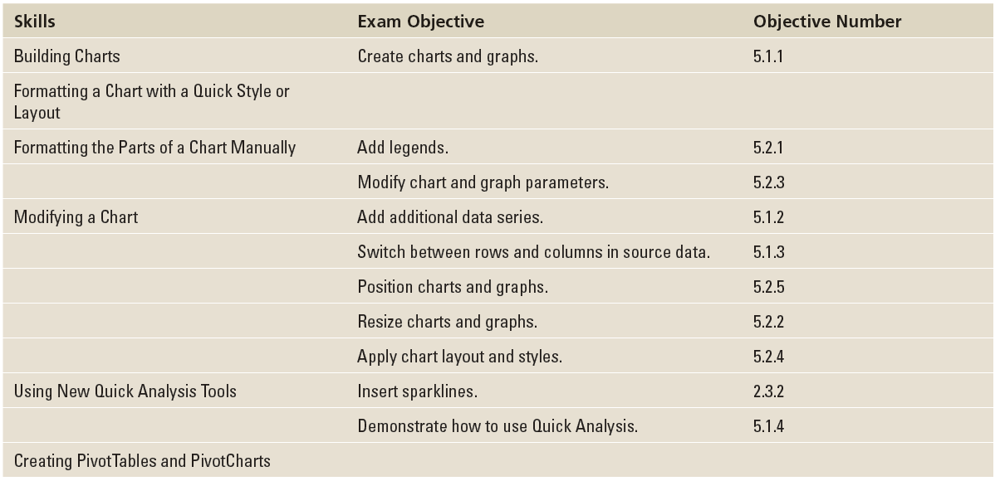 Skills Exam Objective Objective Number
Building Charts Create charts and graphs. 5.1.1
Formatting a Chart with a Quick Style or
Layout
Formatting the Parts of a Chart Manually Add legends. 5.2.1
Modify chart and graph parameters. 5.2.3
Modifying a Chart Add additional data series. 5.1.2
Switch between rows and columns in source data. 5.1.3
Position charts and graphs. 5.2.5
Resize charts and graphs. 5.2.2
Apply chart layout and styles. 5.2.4
Using New Quick Analysis Tools Insert sparklines. 2.3.2
Demonstrate how to use Quick Analysis. 5.1.4
Creating PivotTables and PivotCharts